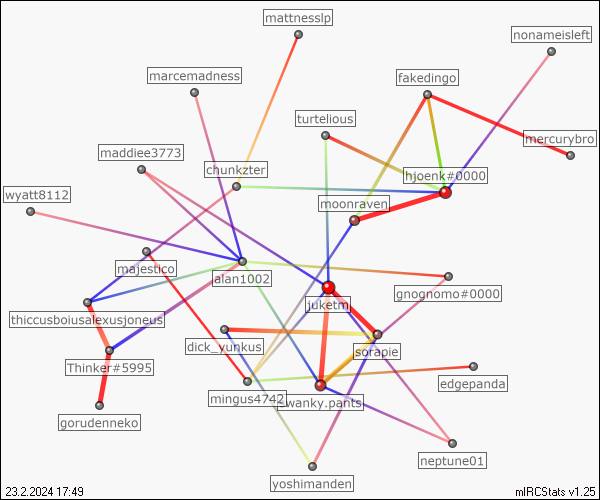 mattnesslp
nonameisleft
marcemadness
fakedingo
turtelious
mercurybro
maddiee3773
chunkzter
hjoenk#0000
wyatt8112
moonraven
majestico
alan1002
gnognomo#0000
juketm
thiccusboiusalexusjoneus
dick_yunkus
sorapie
Thinker#5995
edgepanda
mingus4742
_wanky.pants
gorudenneko
neptune01
yoshimanden
23.2.2024 17:49
mIRCStats v1.25